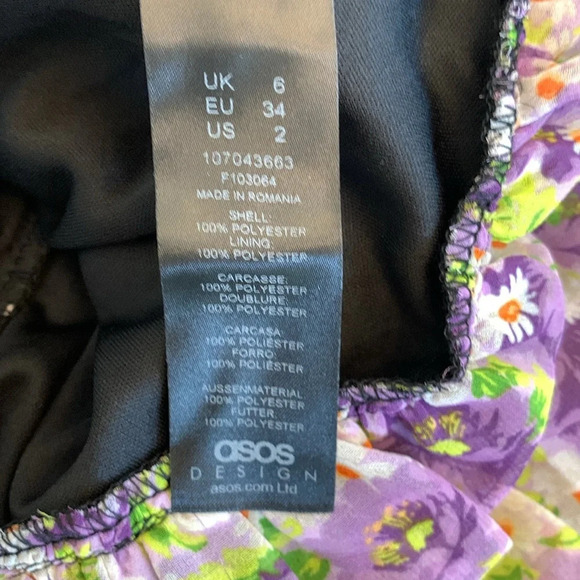 UK 6
EU 34
US 2
107043663
F103064
MADE IN ROMANIA
SHELL:
100% POLYESTER
LINING:
100% POLYESTER
CARCASSE:
100% POLYESTER
DOUBLURE:
100% POLYESTER
CARCASA:
100% POLIÉSTER
FORRO:
100% POLIÉSTER
AUSSENMATERIAL:
100% POLYESTER
FUTTER:
100% POLYESTER
asos
DESIGN
asos.com Ltd